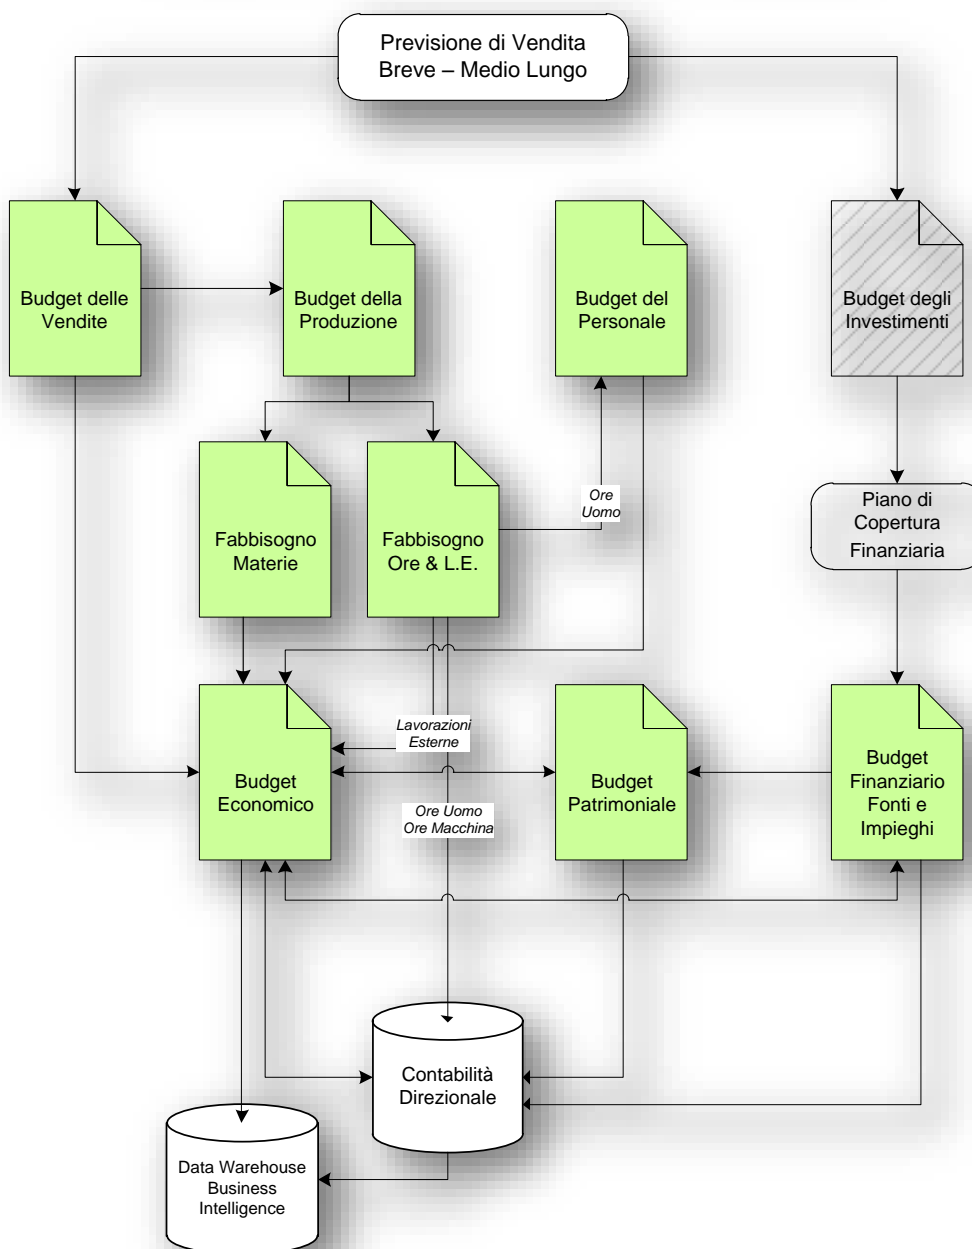 Previsione di Vendita
Breve – Medio Lungo
Budget delle
Vendite
Budget della
Produzione
Budget del
Personale
Budget degli
Investimenti
Fabbisogno
Materie
Fabbisogno
Ore & L.E.
Ore
Uomo
Piano di
Copertura
Finanziaria
Lavorazioni
Esterne
Budget
Economico
Ore Uomo
Ore Macchina
Budget
Patrimoniale
Budget
Finanziario
Fonti e
Impieghi
Contabilità
Direzionale
Data Warehouse
Business
Intelligence